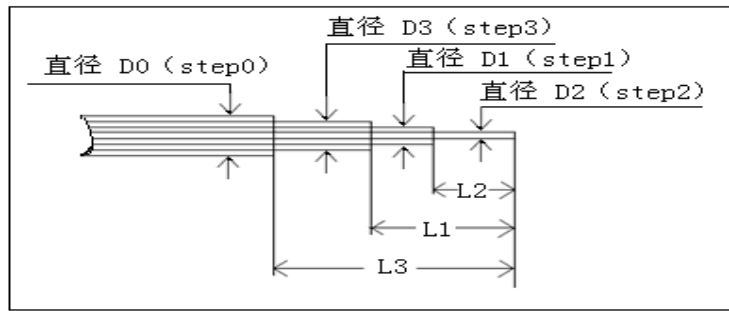 直径 D3（step3）
直径 D0（step0）
直径 D1（step1）
直径 D2（step2）
L2
L1
L3